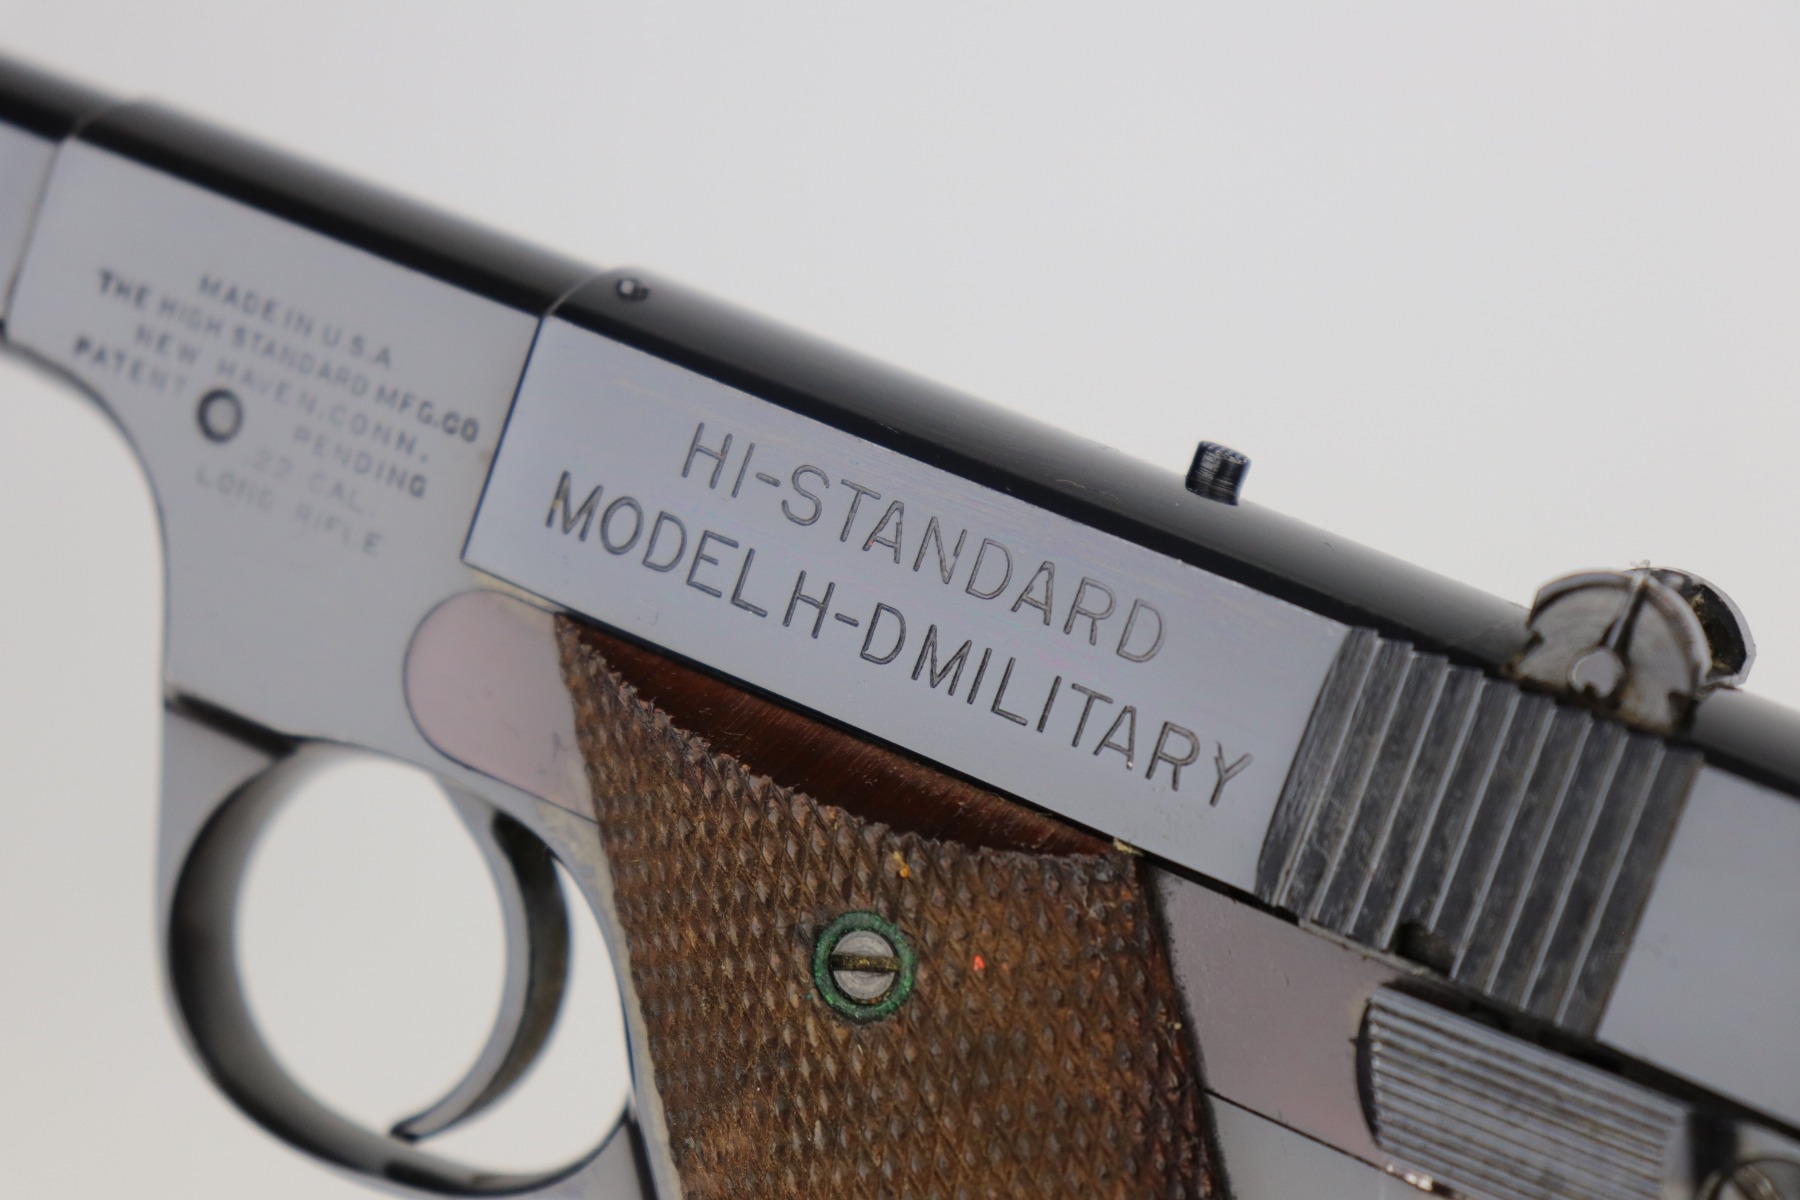 MADE IN U.S.A
THE HIGH STANDARD MFG.CO
NEW HAVEN.CONN.
PATENT PENDING
.22 CAL.
LONG RIFLE
HI-STANDARD
MODEL H-D MILITARY